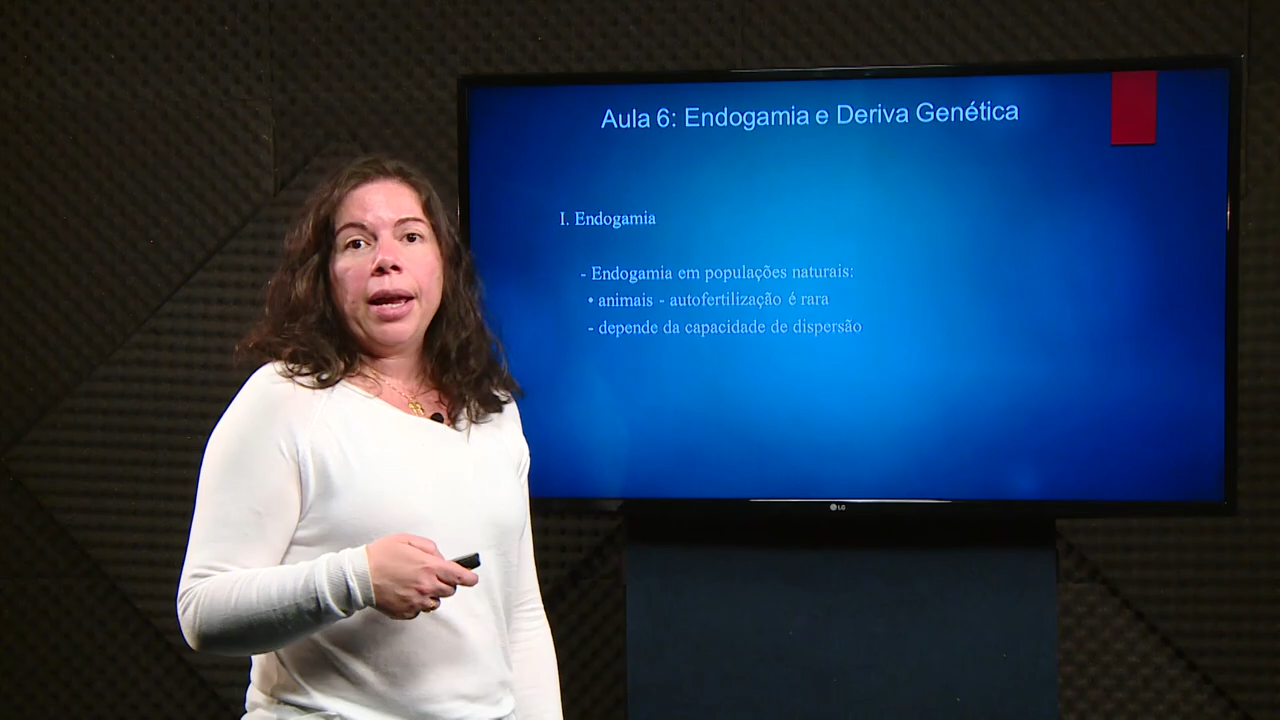 Aula 6: Endogamia e Deriva Genética
I. Endogamia
- Endogamia em populações naturais:
• animais - autofertilização é rara
- depende da capacidade de dispersão
LG